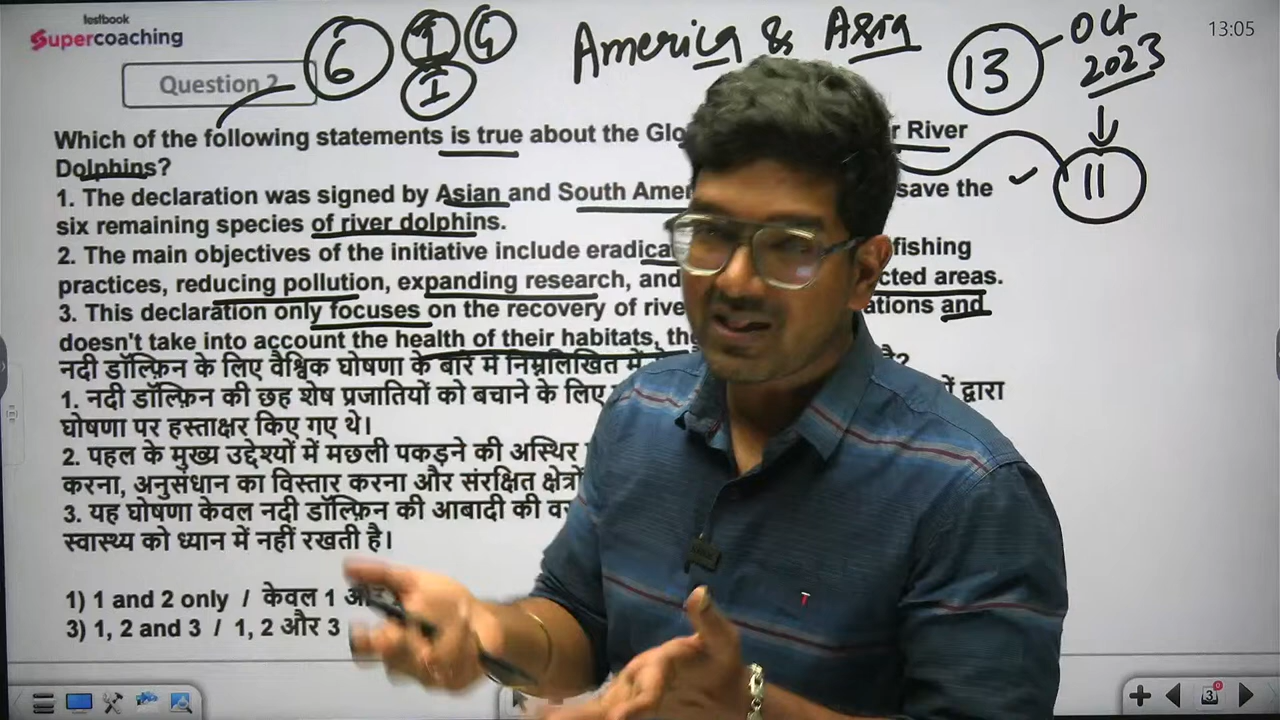 testbook
Supercoaching
Question 2
6
1
G
I
America & Asia
13
Oct
2023
11
13:05
Which of the following statements is true about the Glo r River
Dolphins?
1. The declaration was signed by Asian and South Amer save the
six remaining species of river dolphins.
2. The main objectives of the initiative include eradica fishing
practices, reducing pollution, expanding research, and cted areas.
3. This declaration only focuses on the recovery of rive ations and
doesn't take into account the health of their habitats, the
नदी डॉल्फ़िन के लिए वैश्विक घोषणा के बारे में निम्नलिखित में है?
1. नदी डॉल्फ़िन की छह शेष प्रजातियों को बचाने के लिए द्वारा
घोषणा पर हस्ताक्षर किए गए थे।
2. पहल के मुख्य उद्देश्यों में मछली पकड़ने की अस्थिर
करना, अनुसंधान का विस्तार करना और संरक्षित क्षेत्रों
3. यह घोषणा केवल नदी डॉल्फ़िन की आबादी की
स्वास्थ्य को ध्यान में नहीं रखती है।
1) 1 and 2 only / केवल 1
3) 1, 2 and 3 / 1, 2 और 3
3